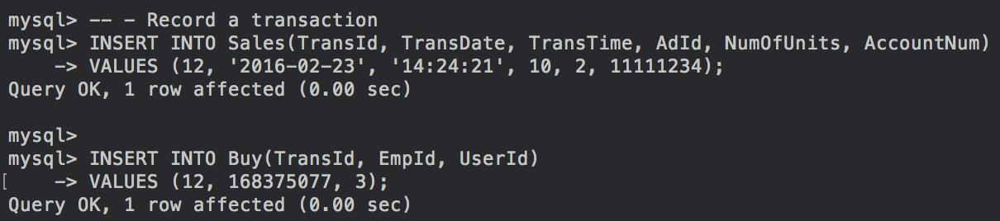 mysql> -- - Record a transaction
mysql> INSERT INTO Sales(TransId, TransDate, TransTime, AdId, NumOfUnits, AccountNum)
    -> VALUES (12, '2016-02-23', '14:24:21', 10, 2, 11111234);
Query OK, 1 row affected (0.00 sec)

mysql>
mysql> INSERT INTO Buy(TransId, EmpId, UserId)
[    -> VALUES (12, 168375077, 3);
Query OK, 1 row affected (0.00 sec)